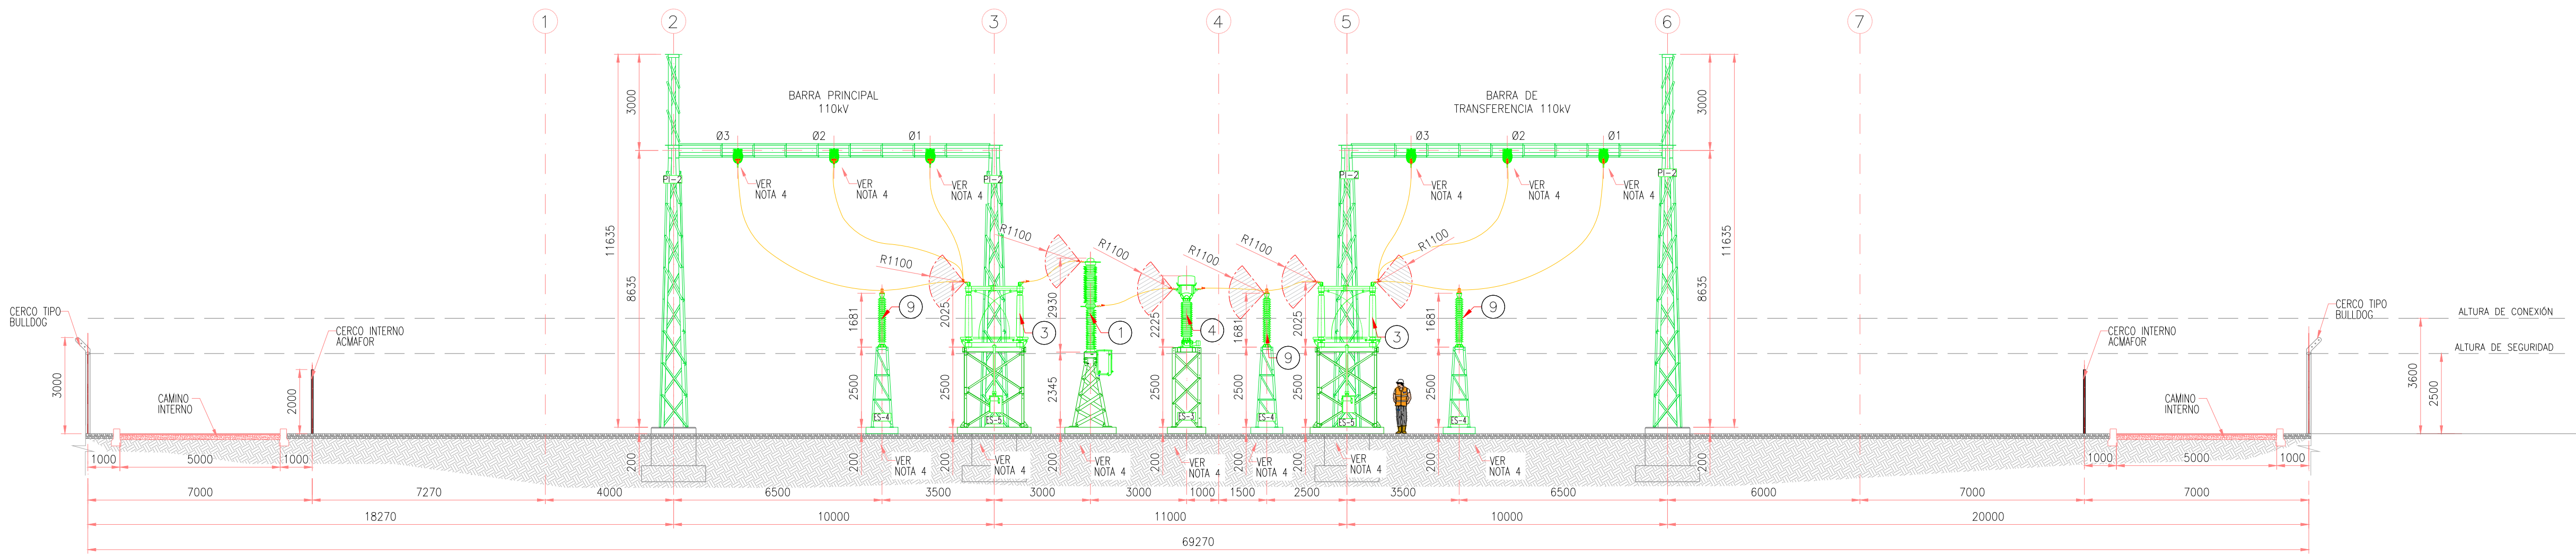 1
2
3
4
5
6
7
BARRA PRINCIPAL
110kV
BARRA DE
TRANSFERENCIA 110kV
3000
3000
Ø3
Ø2
Ø1
Ø3
Ø2
Ø1
PI-2
PI-2
PI-2
PI-2
VER
NOTA 4
VER
NOTA 4
VER
NOTA 4
VER
NOTA 4
VER
NOTA 4
VER
NOTA 4
11635
8635
8635
11635
R1100
R1100
R1100
R1100
R1100
R1100
CERCO TIPO
BULLDOG
CERCO INTERNO
ACMAFOR
CERCO INTERNO
ACMAFOR
CERCO TIPO
BULLDOG
ALTURA DE CONEXIÓN
ALTURA DE SEGURIDAD
1681
9
2025
3
2930
1
2225
4
1681
9
2025
3
1681
9
3000
2000
2500
2500
2345
2500
2500
2500
2500
3600
2500
CAMINO
INTERNO
CAMINO
INTERNO
ES-4
ES-5
ES-3
ES-4
ES-5
ES-4
200
200
200
200
200
200
200
200
200
VER
NOTA 4
VER
NOTA 4
VER
NOTA 4
VER
NOTA 4
VER
NOTA 4
VER
NOTA 4
VER
NOTA 4
1000
5000
1000
1000
5000
1000
7000
7270
4000
6500
3500
3000
3000
1000
1500
2500
3500
6500
6000
7000
7000
18270
10000
11000
10000
20000
69270